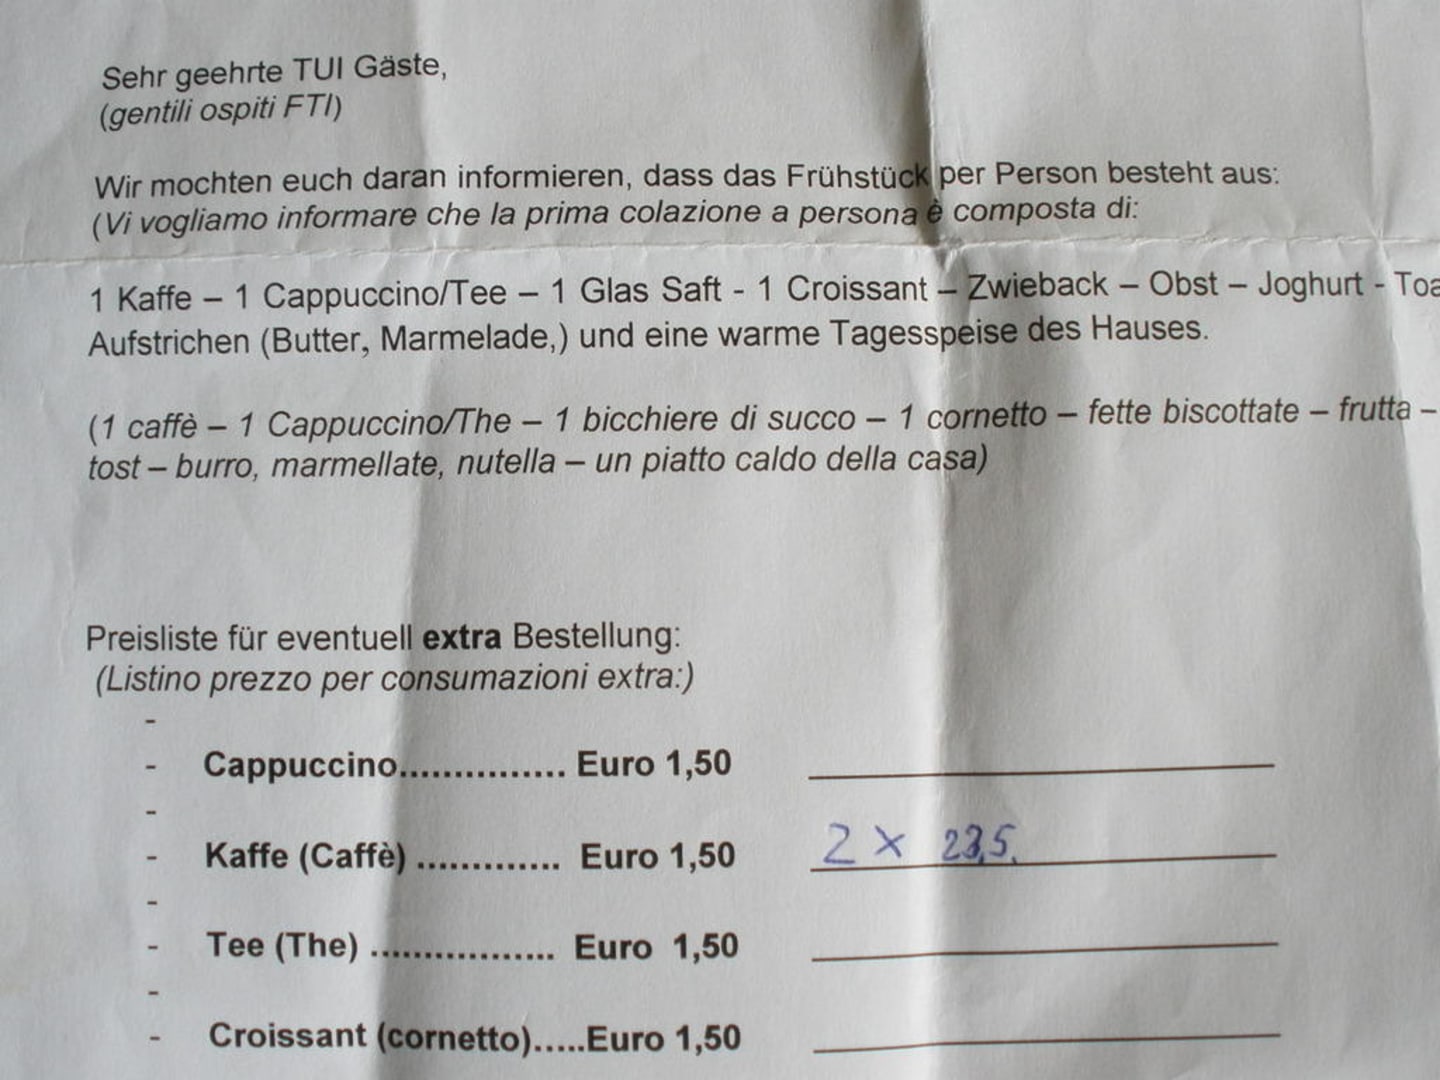 Sehr geehrte TUI Gäste,
(gentili ospiti FTI)
Wir mochten euch daran informieren, dass das Frühstück per Person besteht aus:
(Vi vogliamo informare che la prima colazione a persona è composta di:
1 Kaffe – 1 Cappuccino/Tee – 1 Glas Saft - 1 Croissant – Zwieback – Obst – Joghurt - Toa
Aufstrichen (Butter, Marmelade,) und eine warme Tagesspeise des Hauses.
(1 caffè – 1 Cappuccino/The – 1 bicchiere di succo – 1 cornetto – fette biscottate – frutta –
tost – burro, marmellate, nutella – un piatto caldo della casa)
Preisliste für eventuell extra Bestellung:
(Listino prezzo per consumazioni extra:)
-
- Cappuccino............... Euro 1,50
-
- Kaffe (Caffè) ............. Euro 1,50 2 x 23,5.
-
- Tee (The) ................. Euro 1,50
-
- Croissant (cornetto).....Euro 1,50